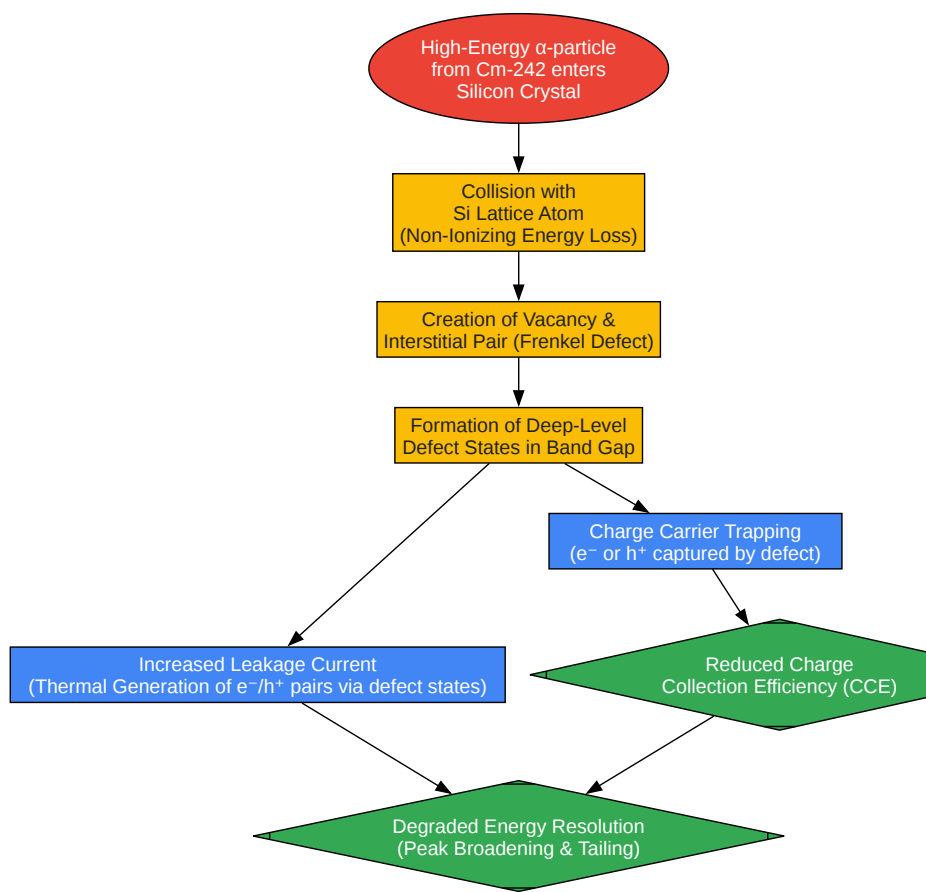 High-Energy α-particle
from Cm-242 enters
Silicon Crystal
Collision with
Si Lattice Atom
(Non-Ionizing Energy Loss)
Creation of Vacancy &
Interstitial Pair (Frenkel Defect)
Formation of Deep-Level
Defect States in Band Gap
Charge Carrier Trapping
(e⁻ or h⁺ captured by defect)
Increased Leakage Current
(Thermal Generation of e⁻/h⁺ pairs via defect states)
Reduced Charge
Collection Efficiency (CCE)
Degraded Energy Resolution
(Peak Broadening & Tailing)